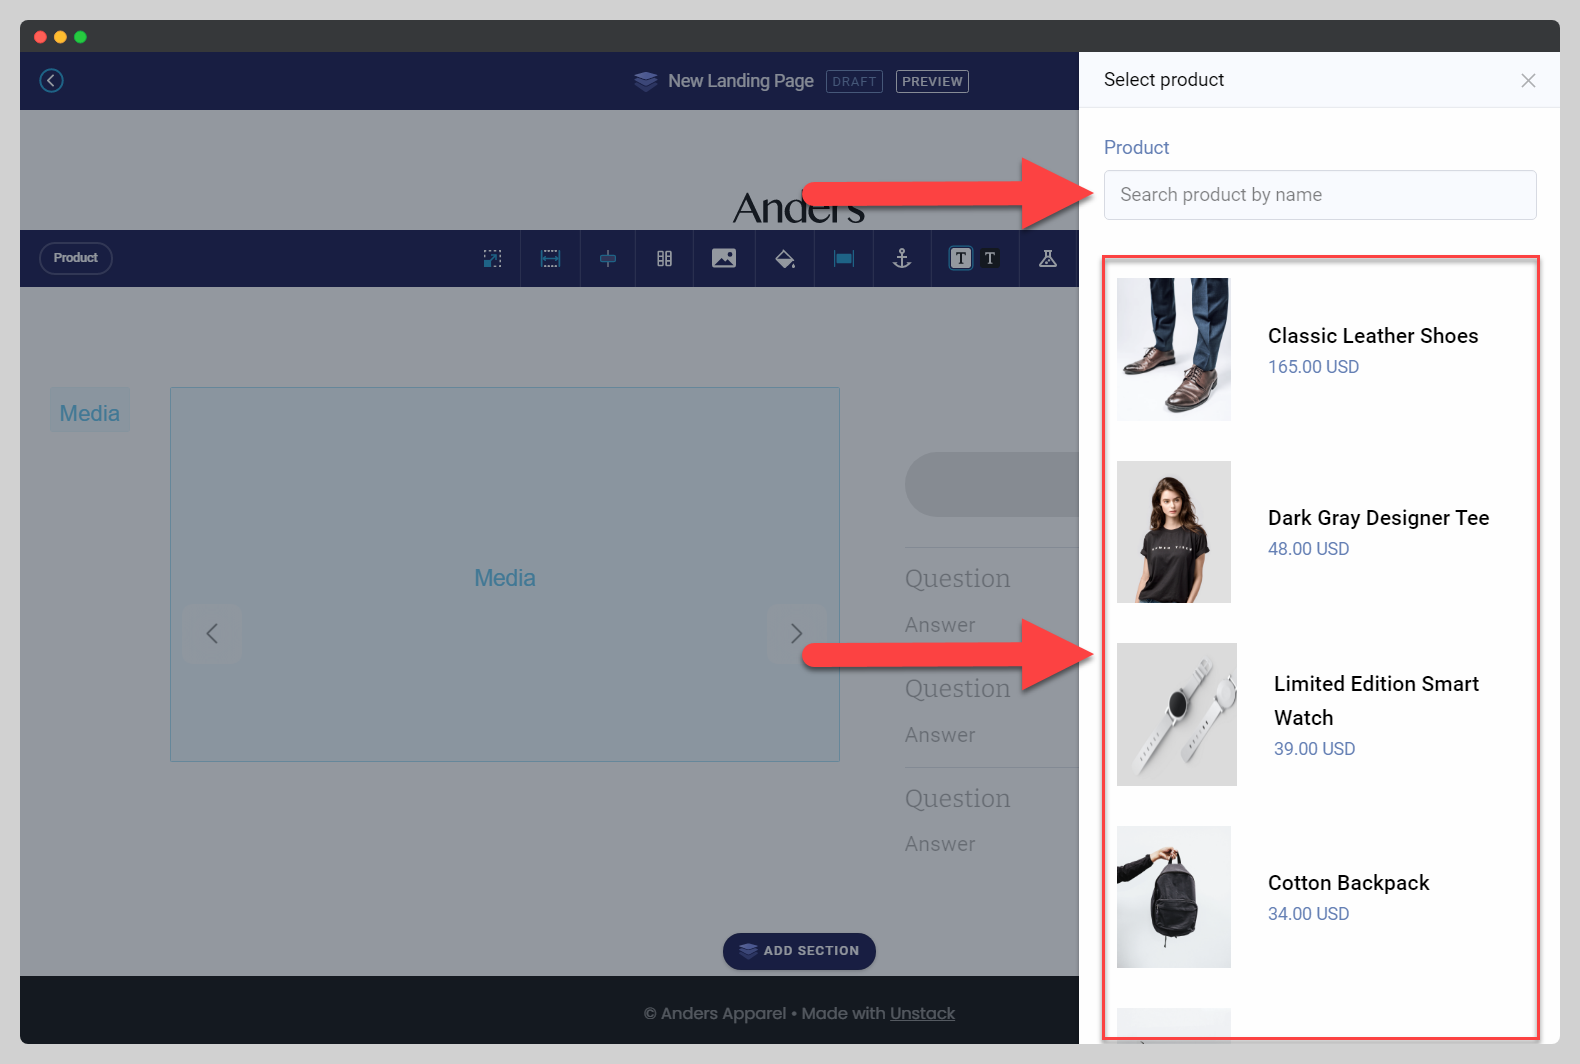 New Landing Page DRAFT PREVIEW
Select product
Product
Search product by name
Anders
Product
T T
Classic Leather Shoes
165.00 USD
Media
Media
Dark Gray Designer Tee
48.00 USD
Question
Answer
Question
Answer
Question
Answer
Limited Edition Smart
Watch
39.00 USD
Cotton Backpack
34.00 USD
ADD SECTION
© Anders Apparel • Made with Unstack